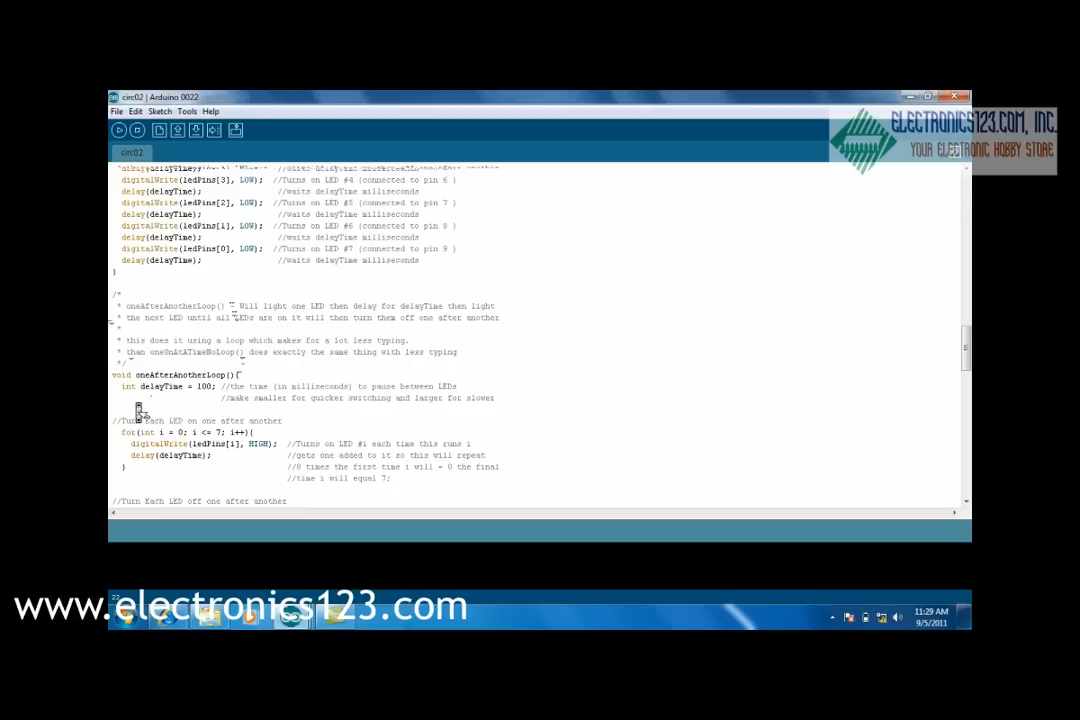 circ02 | Arduino 0022
File Edit Sketch Tools Help
ELECTRONICS123.COM, INC.
YOUR ELECTRONIC HOBBY STORE
circ02
digitalWrite(ledPins[3], LOW); //Turns on LED #4 (connected to pin 6 )
delay(delayTime); //waits delayTime milliseconds
digitalWrite(ledPins[2], LOW); //Turns on LED #5 (connected to pin 7 )
delay(delayTime); //waits delayTime milliseconds
digitalWrite(ledPins[1], LOW); //Turns on LED #6 (connected to pin 8 )
delay(delayTime); //waits delayTime milliseconds
digitalWrite(ledPins[0], LOW); //Turns on LED #7 (connected to pin 9 )
delay(delayTime); //waits delayTime milliseconds
}
/*
* oneAfterAnotherLoop() - Will light one LED then delay for delayTime then light
* the next LED until all LEDs are on it will then turn them off one after another
*
* this does it using a loop which makes for a lot less typing.
* than oneOnAtATimeNoLoop() does exactly the same thing with less typing
*/
void oneAfterAnotherLoop(){
int delayTime = 100; //the time (in milliseconds) to pause between LEDs
//make smaller for quicker switching and larger for slower
//Turn Each LED on one after another
for(int i = 0; i <= 7; i++){
digitalWrite(ledPins[i], HIGH); //Turns on LED #i each time this runs i
delay(delayTime); //gets one added to it so this will repeat
} //8 times the first time i will = 0 the final
//time i will equal 7;
//Turn Each LED off one after another
22
www.electronics123.com
11:29 AM
9/5/2011